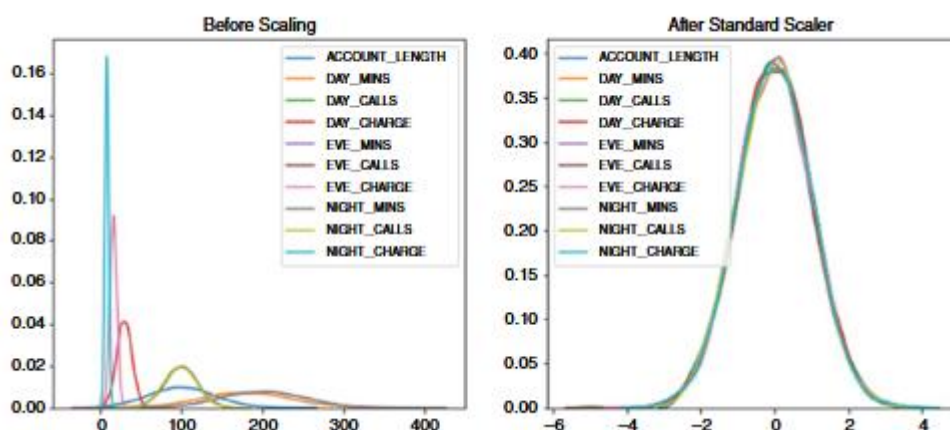 Before Scaling
0.16
0.14
0.12
0.10
0.08
0.06
0.04
0.02
0.00
0
100
200
300
400
ACCOUNT_LENGTH
DAY_MINS
DAY_CALLS
DAY_CHARGE
EVE_MINS
EVE_CALLS
EVE_CHARGE
NIGHT_MINS
NIGHT_CALLS
NIGHT_CHARGE
After Standard Scaler
0.40
0.35
0.30
0.25
0.20
0.15
0.10
0.05
0.00
−6
−4
−2
0
2
4
ACCOUNT_LENGTH
DAY_MINS
DAY_CALLS
DAY_CHARGE
EVE_MINS
EVE_CALLS
EVE_CHARGE
NIGHT_MINS
NIGHT_CALLS
NIGHT_CHARGE